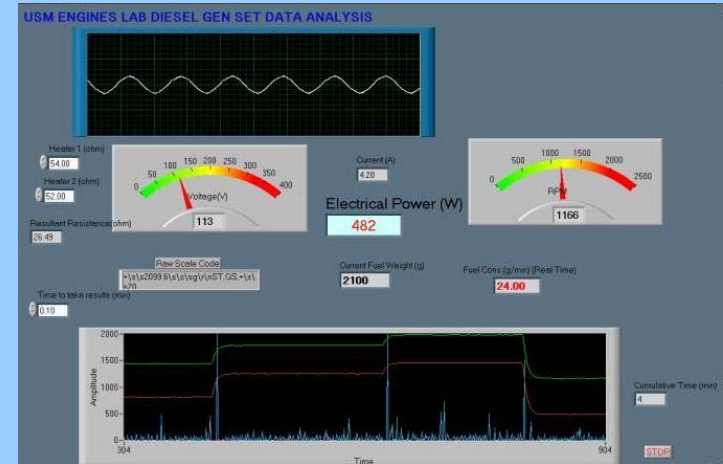 USM ENGINES LAB DIESEL GEN SET DATA ANALYSIS
Heater 1 (ohm)
54.00
Heater 2 (ohm)
52.00
Resultant Resistance(ohm)
26.49
0 50 100 150 200 250 300 350 400
Voltage(V)
113
Current (A)
4.28
Electrical Power (W)
482
0 500 1000 1500 2000 2500
RPM
1166
Raw Scale Code
Current Fuel Weight (g)
2100
Fuel Cons (g/min) (Real Time)
24.00
Time to take results (min)
0.10
2000
1500
1000
500
0
Amplitude
304
904
Time
Cumulative Time (min)
4
STOP